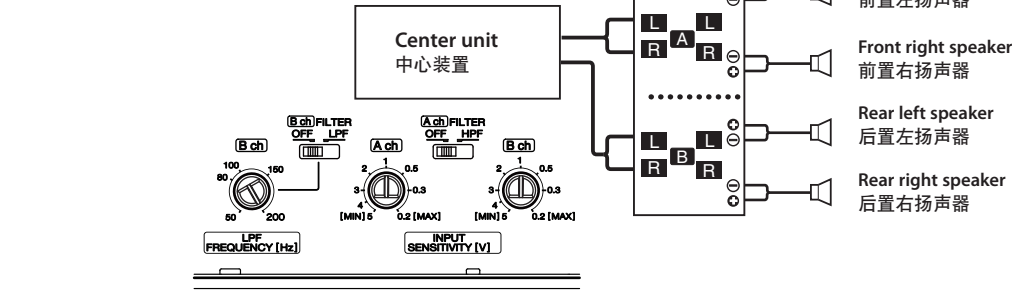 前置左扬声器
Center unit
中心装置
L L
R A R
Front right speaker
前置右扬声器
Rear left speaker
后置左扬声器
L L
R B R
Rear right speaker
后置右扬声器
B ch FILTER
OFF LPF
A ch FILTER
OFF HPF
B ch
A ch
B ch
100 150
80
50 200
1
2 0.5
3 0.3
4
[MIN] 5 0.2 [MAX]
1
2 0.5
3 0.3
4
[MIN] 5 0.2 [MAX]
LPF
FREQUENCY [Hz]
INPUT
SENSITIVITY [V]